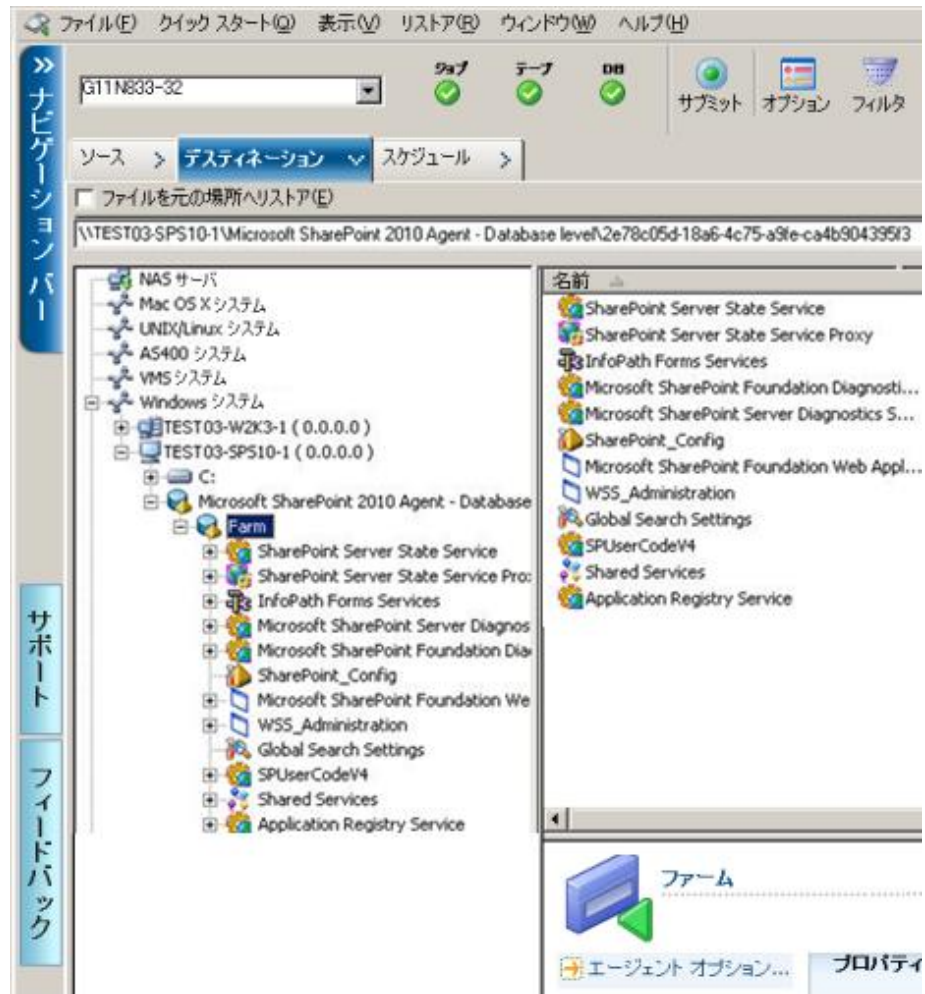 ファイル(F) クイック スタート(Q) 表示(V) リストア(R) ウィンドウ(W) ヘルプ(H)
ナビゲーション バー
G11N833-32
ジョブ テープ DB
サブミット オプション フィルタ
ソース デスティネーション スケジュール
ファイルを元の場所へリストア(E)
\\TEST03-SPS10-1\Microsoft SharePoint 2010 Agent - Database level\2e78c05d-18a6-4c75-a9fe-ca4b904395f3
NAS サーバ
Mac OS X システム
UNIX/Linux システム
AS400 システム
VMS システム
Windows システム
TEST03-W2K3-1 ( 0.0.0.0 )
TEST03-SPS10-1 ( 0.0.0.0 )
C:
Microsoft SharePoint 2010 Agent - Database
Farm
SharePoint Server State Service
SharePoint Server State Service Pro
InfoPath Forms Services
Microsoft SharePoint Server Diagnos
Microsoft SharePoint Foundation Dia
SharePoint_Config
Microsoft SharePoint Foundation We
WSS_Administration
Global Search Settings
SPUserCodeV4
Shared Services
Application Registry Service
名前
SharePoint Server State Service
SharePoint Server State Service Proxy
InfoPath Forms Services
Microsoft SharePoint Foundation Diagnosti...
Microsoft SharePoint Server Diagnostics S...
SharePoint_Config
Microsoft SharePoint Foundation Web Appl...
WSS_Administration
Global Search Settings
SPUserCodeV4
Shared Services
Application Registry Service
サポート
フィードバック
ファーム
エージェント オプション...
プロパティ